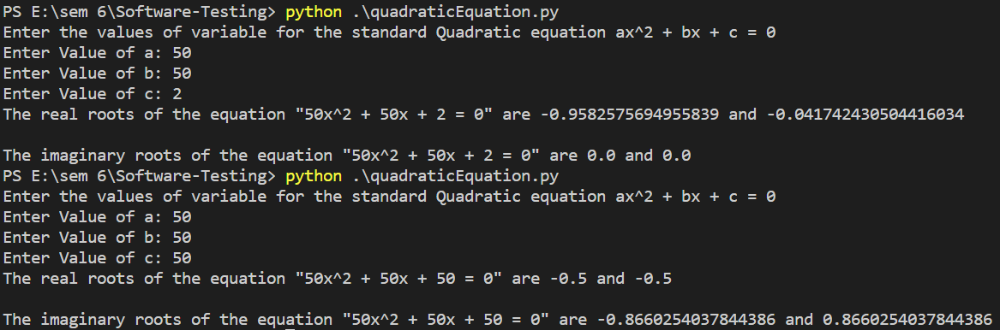 PS E:\sem 6\Software-Testing> python .\quadraticEquation.py
Enter the values of variable for the standard Quadratic equation ax^2 + bx + c = 0
Enter Value of a: 50
Enter Value of b: 50
Enter Value of c: 2
The real roots of the equation "50x^2 + 50x + 2 = 0" are -0.9582575694955839 and -0.041742430504416034
The imaginary roots of the equation "50x^2 + 50x + 2 = 0" are 0.0 and 0.0
PS E:\sem 6\Software-Testing> python .\quadraticEquation.py
Enter the values of variable for the standard Quadratic equation ax^2 + bx + c = 0
Enter Value of a: 50
Enter Value of b: 50
Enter Value of c: 50
The real roots of the equation "50x^2 + 50x + 50 = 0" are -0.5 and -0.5
The imaginary roots of the equation "50x^2 + 50x + 50 = 0" are -0.8660254037844386 and 0.8660254037844386